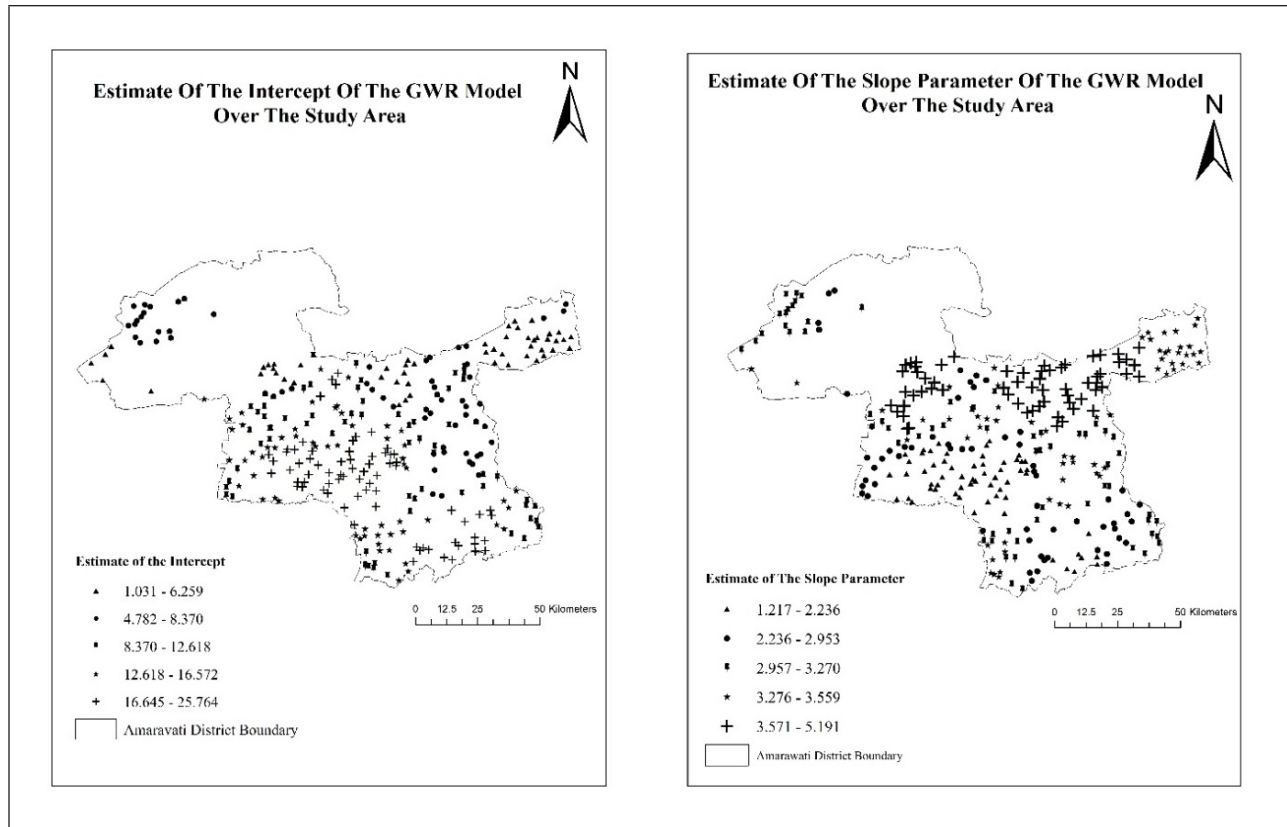 Estimate Of The Intercept Of The GWR Model
Over The Study Area
N
Estimate of the Intercept
1.031 - 6.259
4.782 - 8.370
8.370 - 12.618
12.618 - 16.572
16.645 - 25.764
Amaravati District Boundary
0 12.5 25 50 Kilometers
Estimate Of The Slope Parameter Of The GWR Model
Over The Study Area
N
Estimate of The Slope Parameter
1.217 - 2.236
2.236 - 2.953
2.957 - 3.270
3.276 - 3.559
3.571 - 5.191
Amarawati District Boundary
0 12.5 25 50 Kilometers